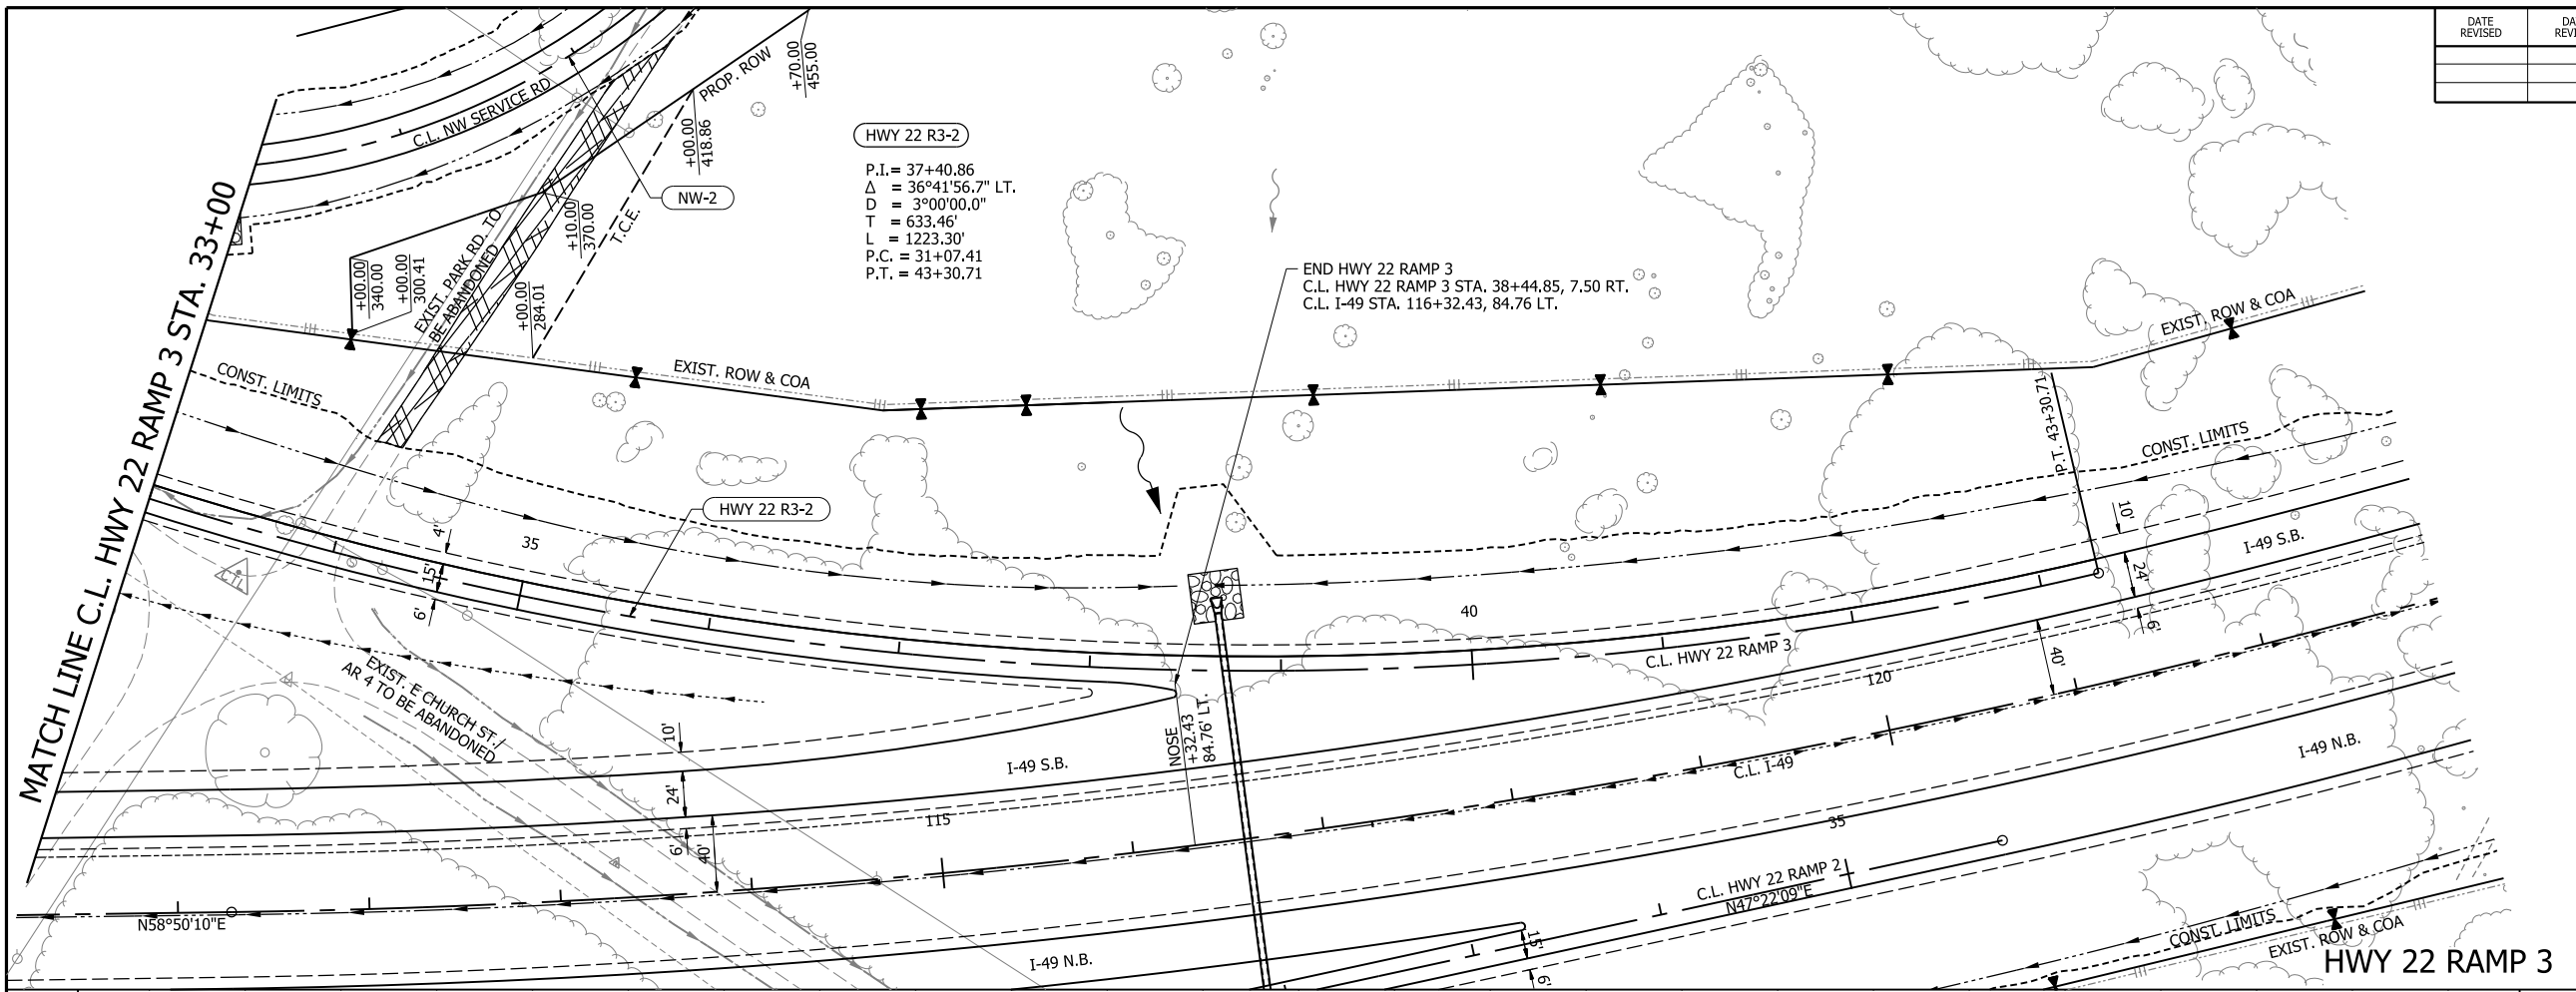 DATE
REVISED
DA
REVI
C.L. NW SERVICE RD
PROP. ROW
+70.00
455.00
+00.00
418.86
NW-2
HWY 22 R3-2
P.I.= 37+40.86
Δ = 36°41'56.7" LT.
D = 3°00'00.0"
T = 633.46'
L = 1223.30'
P.C. = 31+07.41
P.T. = 43+30.71
+10.00
370.00
T.C.E.
EXIST. PARK RD. TO
BE ABANDONED
+00.00
340.00
+00.00
300.41
+00.00
284.01
END HWY 22 RAMP 3
C.L. HWY 22 RAMP 3 STA. 38+44.85, 7.50 RT.
C.L. I-49 STA. 116+32.43, 84.76 LT.
MATCH LINE C.L. HWY 22 RAMP 3 STA. 33+00
EXIST. ROW & COA
EXIST. ROW & COA
CONST. LIMITS
P.T. 43+30.71
CONST. LIMITS
HWY 22 R3-2
4'
35
15'
6'
10'
I-49 S.B.
24'
6'
40
C.L. HWY 22 RAMP 3
40'
120
EXIST. E CHURCH ST./
AR 4 TO BE ABANDONED
NOSE
+32.43
84.76' LT.
10'
I-49 S.B.
24'
6'
40'
115
C.L. I-49
I-49 N.B.
35
C.L. HWY 22 RAMP 2
N47°22'09"E
N58°50'10"E
15'
6'
I-49 N.B.
CONST. LIMITS
EXIST. ROW & COA
HWY 22 RAMP 3